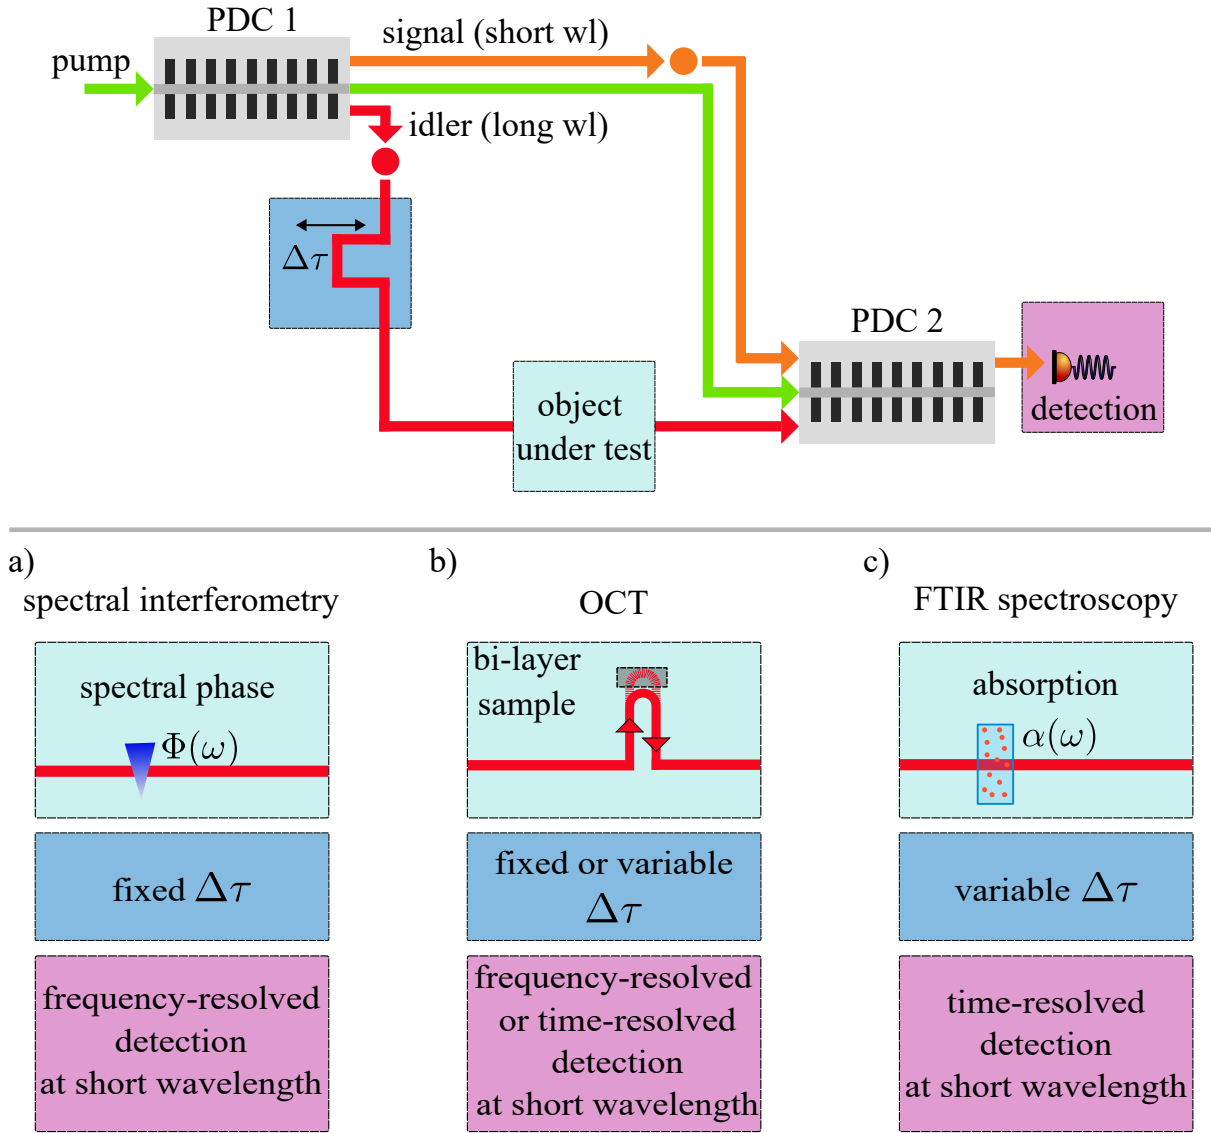 PDC 1
signal (short wl)
pump
idler (long wl)
Δτ
PDC 2
object
under test
detection
a)
spectral interferometry
spectral phase
Φ(ω)
fixed Δτ
frequency-resolved
detection
at short wavelength
b)
OCT
bi-layer
sample
fixed or variable
Δτ
frequency-resolved
or time-resolved
detection
at short wavelength
c)
FTIR spectroscopy
absorption
α(ω)
variable Δτ
time-resolved
detection
at short wavelength